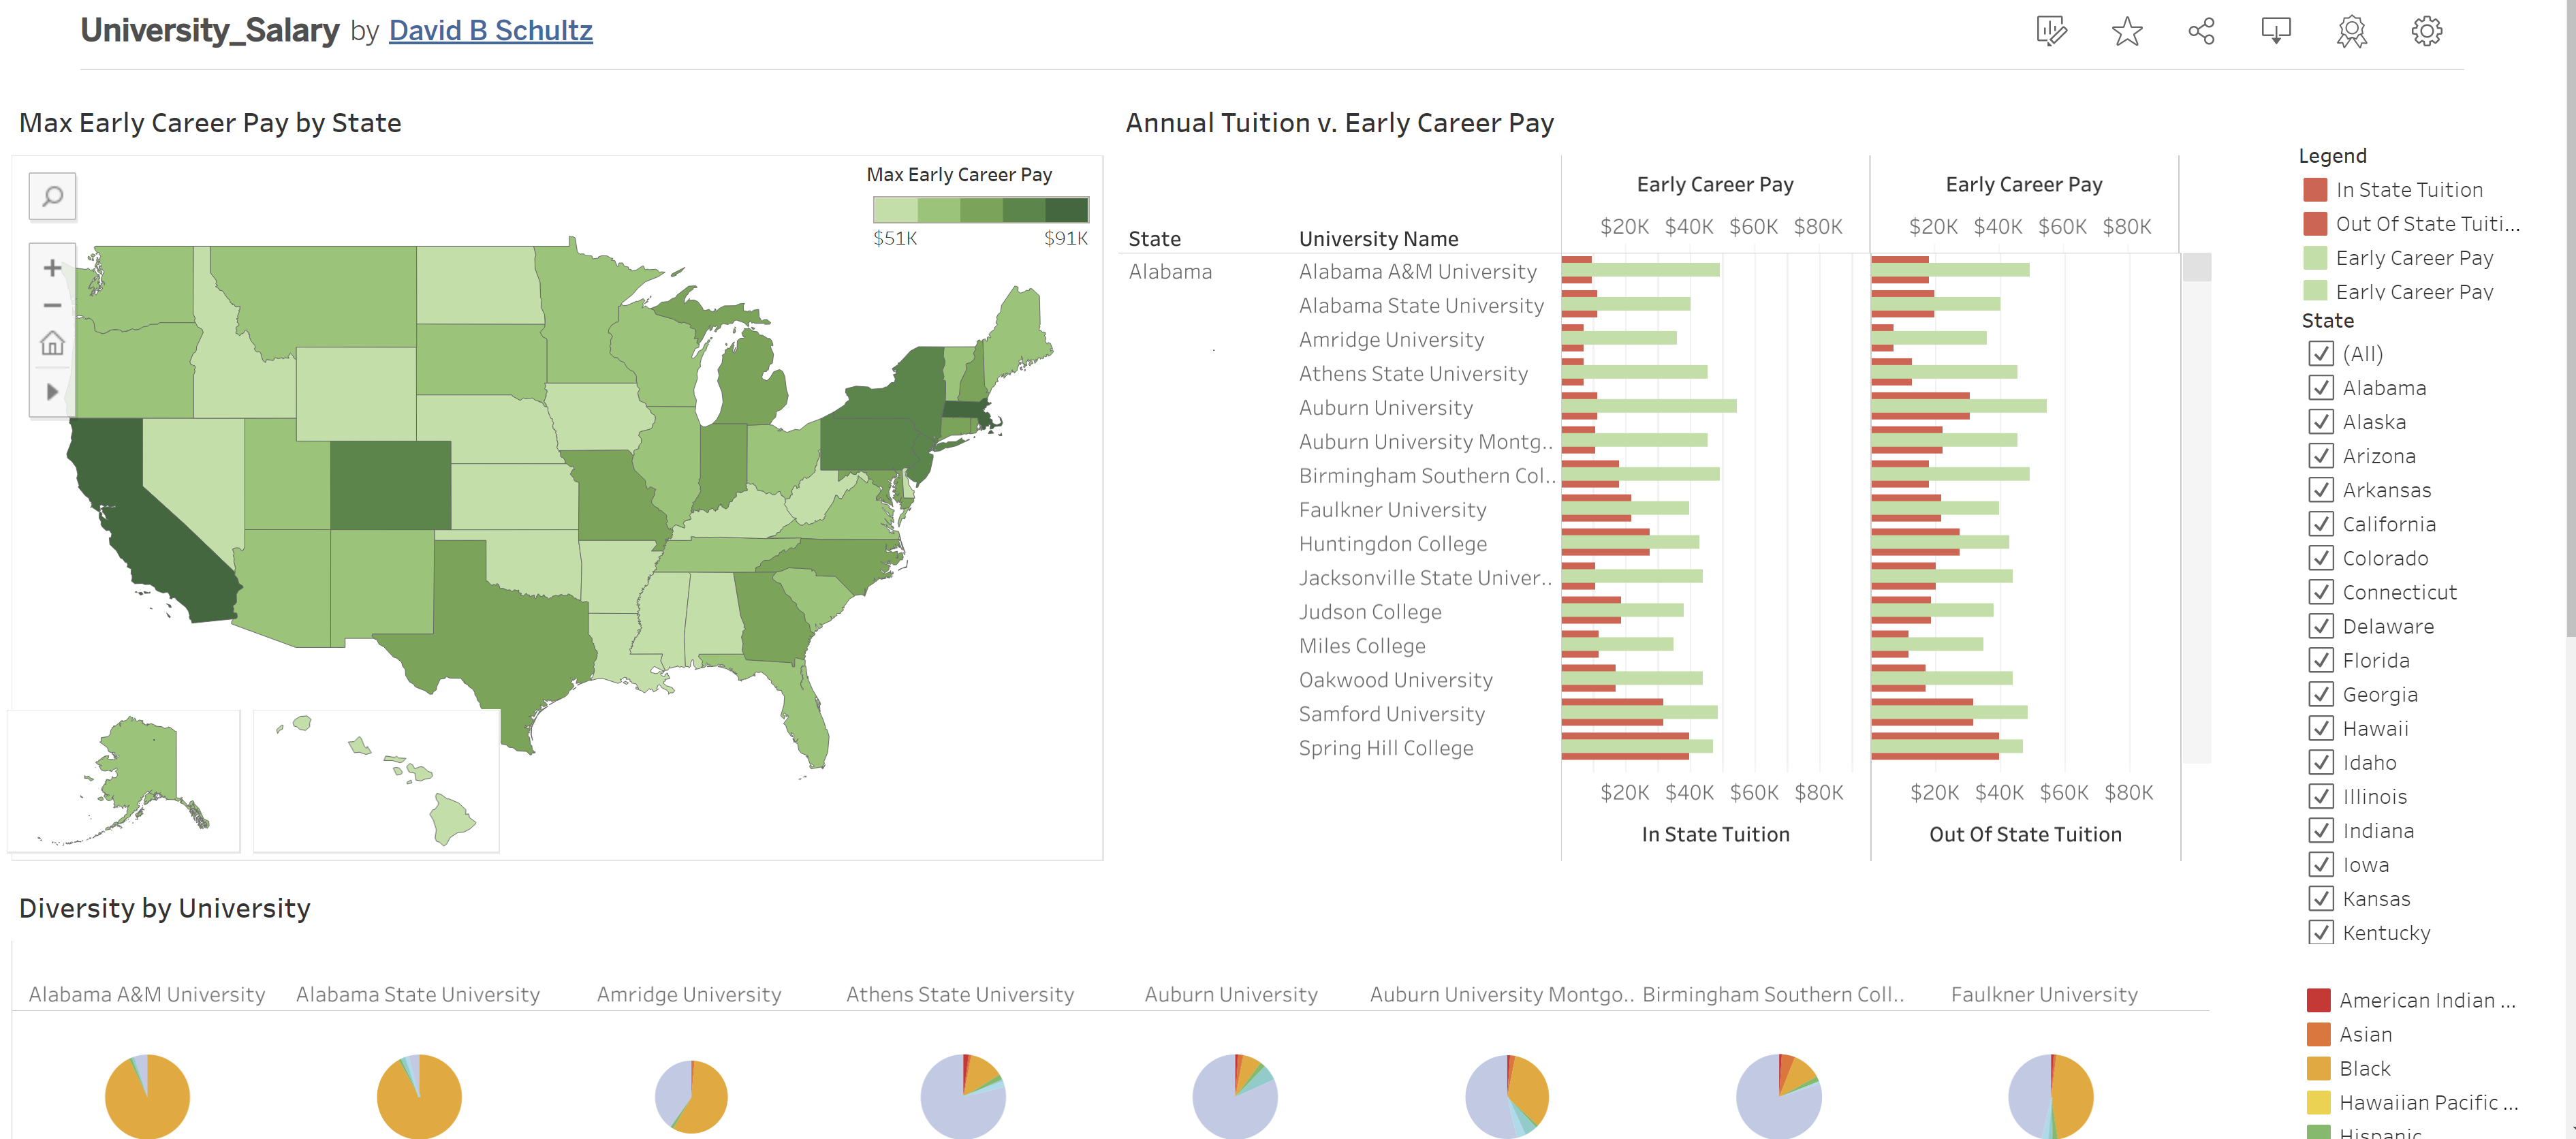 University_Salary by David B Schultz
Max Early Career Pay by State
Max Early Career Pay
$51K $91K
Annual Tuition v. Early Career Pay
Early Career Pay Early Career Pay
$20K $40K $60K $80K $20K $40K $60K $80K
State University Name
Alabama Alabama A&M University
Alabama State University
Amridge University
Athens State University
Auburn University
Auburn University Montg..
Birmingham Southern Col..
Faulkner University
Huntingdon College
Jacksonville State Univer..
Judson College
Miles College
Oakwood University
Samford University
Spring Hill College
$20K $40K $60K $80K $20K $40K $60K $80K
In State Tuition Out Of State Tuition
Legend
In State Tuition
Out Of State Tuiti...
Early Career Pay
Early Career Pay
State
(All)
Alabama
Alaska
Arizona
Arkansas
California
Colorado
Connecticut
Delaware
Florida
Georgia
Hawaii
Idaho
Illinois
Indiana
Iowa
Kansas
Kentucky
Diversity by University
Alabama A&M University Alabama State University Amridge University Athens State University Auburn University Auburn University Montgo.. Birmingham Southern Coll.. Faulkner University
American Indian ...
Asian
Black
Hawaiian Pacific ...
Hispanic